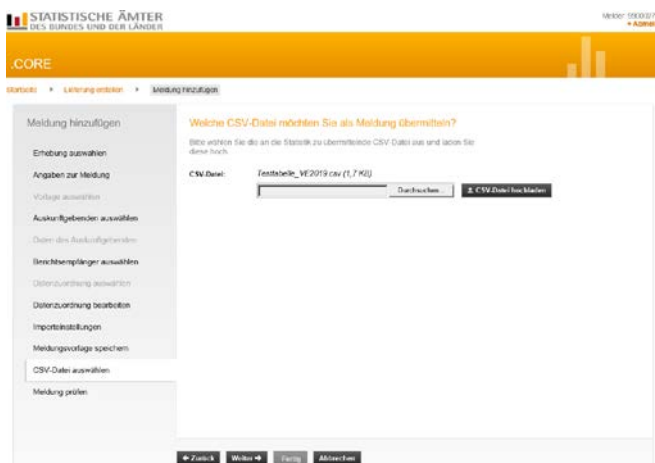 STATISTISCHE ÄMTER
DES BUNDES UND DER LÄNDER
.CORE
Startseite
Lieferung erstellen
Meldung hinzufügen
Meldung hinzufügen
Welche CSV-Datei möchten Sie als Meldung übermitteln?
Bitte wählen Sie die an die Statistik zu übermittelnde CSV-Datei aus und laden Sie
diese hoch.
Erhebung auswählen
CSV-Datei:
Testtabelle_VE2019.csv (1,7 KB)
Angaben zur Meldung
Durchsuchen...
CSV-Datei hochladen
Vorlage auswählen
Auskunftgebenden auswählen
Daten des Auskunftgebenden
Berichtsempfänger auswählen
Datenzuordnung auswählen
Datenzuordnung bearbeiten
Importeinstellungen
Meldungsvorlage speichern
CSV-Datei auswählen
Meldung prüfen
Zurück
Weiter
Fertig
Abbrechen